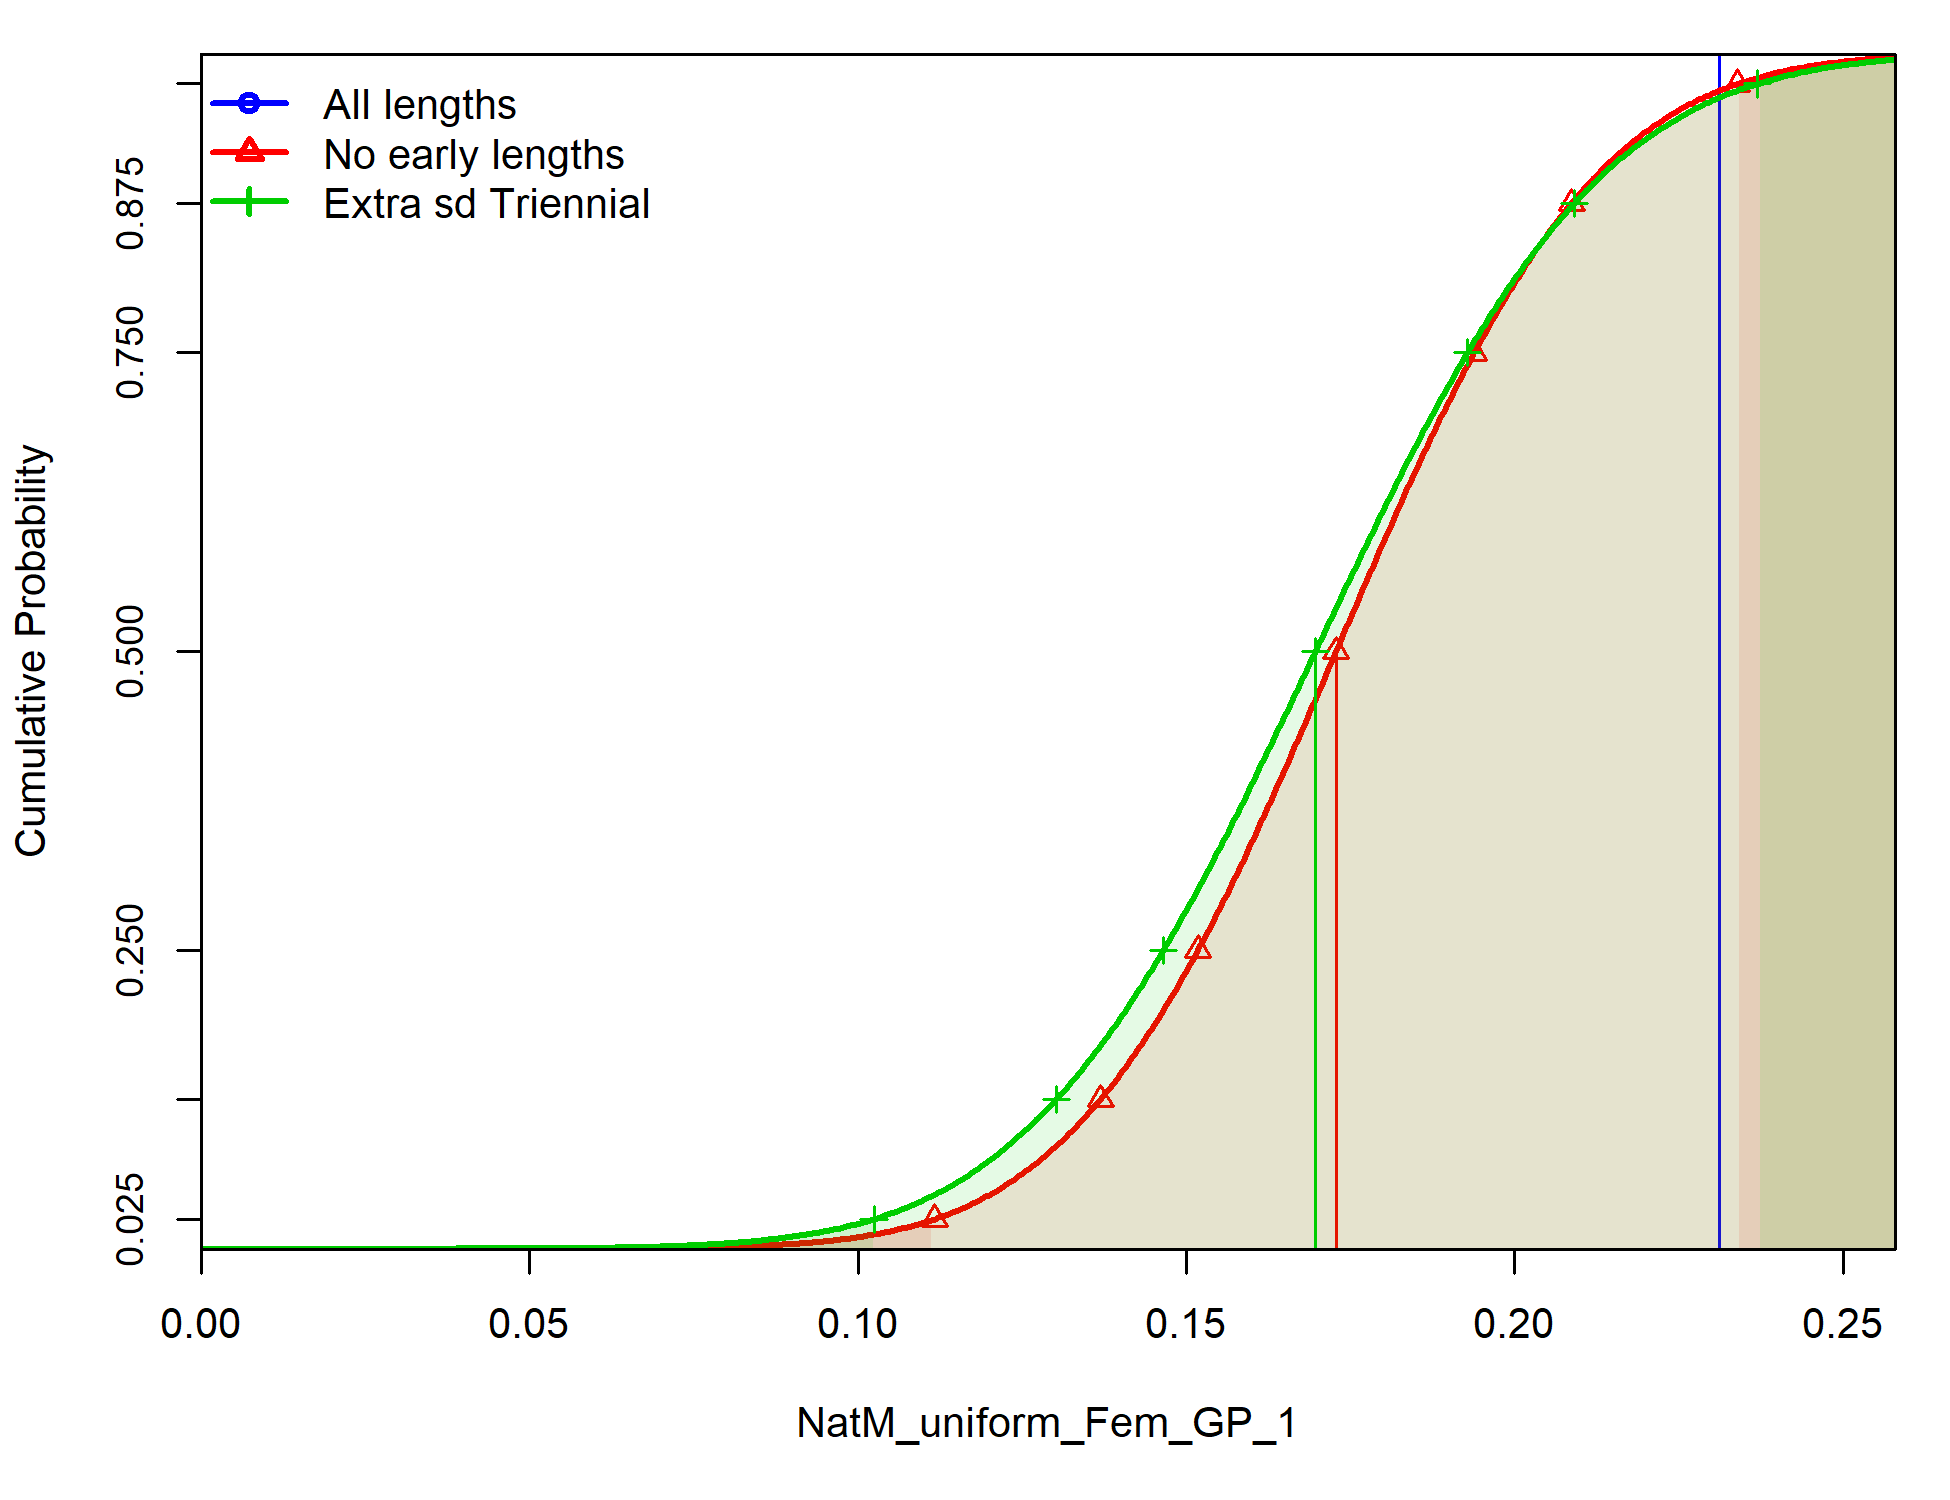 All lengths
No early lengths
Extra sd Triennial
Cumulative Probability
0.875
0.750
0.500
0.250
0.025
0.00 0.05 0.10 0.15 0.20 0.25
NatM_uniform_Fem_GP_1